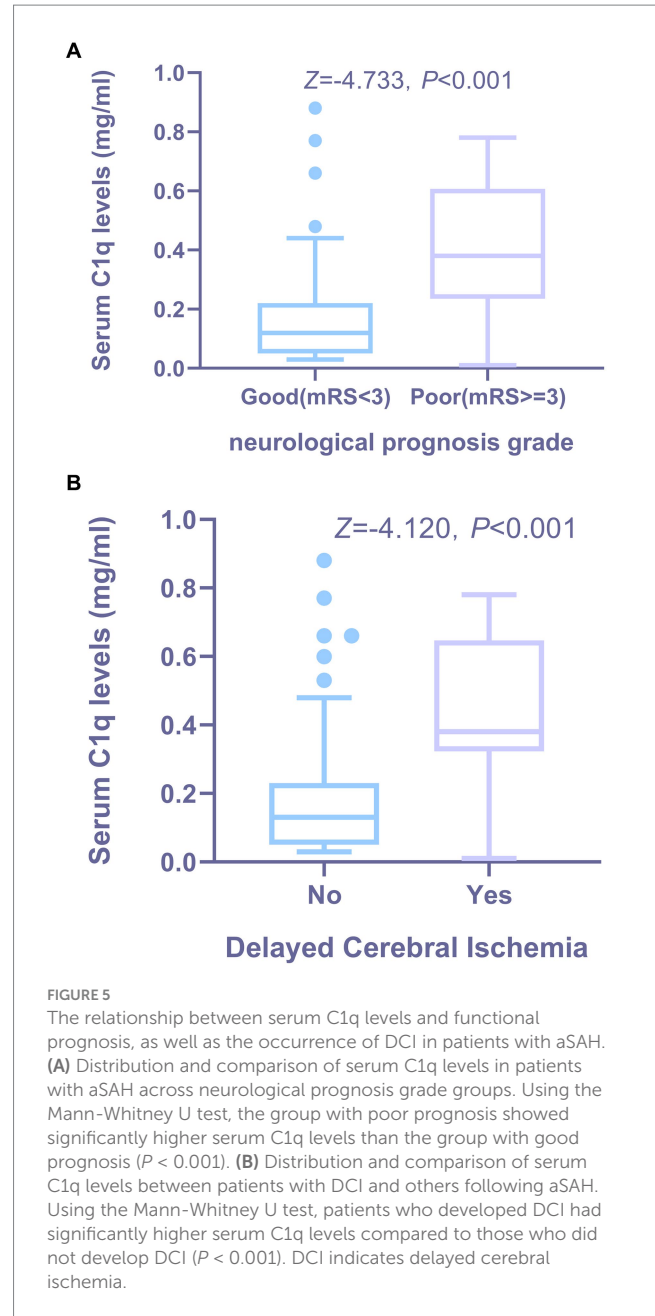 A
Z=-4.733, P<0.001
Serum C1q levels (mg/ml)
1.0
0.8
0.6
0.4
0.2
0.0
Good(mRS<3) Poor(mRS>=3)
neurological prognosis grade
B
Z=-4.120, P<0.001
Serum C1q levels (mg/ml)
1.0
0.8
0.6
0.4
0.2
0.0
No Yes
Delayed Cerebral Ischemia
FIGURE 5
The relationship between serum C1q levels and functional
prognosis, as well as the occurrence of DCI in patients with aSAH.
(A) Distribution and comparison of serum C1q levels in patients
with aSAH across neurological prognosis grade groups. Using the
Mann-Whitney U test, the group with poor prognosis showed
significantly higher serum C1q levels than the group with good
prognosis (P < 0.001). (B) Distribution and comparison of serum
C1q levels between patients with DCI and others following aSAH.
Using the Mann-Whitney U test, patients who developed DCI had
significantly higher serum C1q levels compared to those who did
not develop DCI (P < 0.001). DCI indicates delayed cerebral
ischemia.